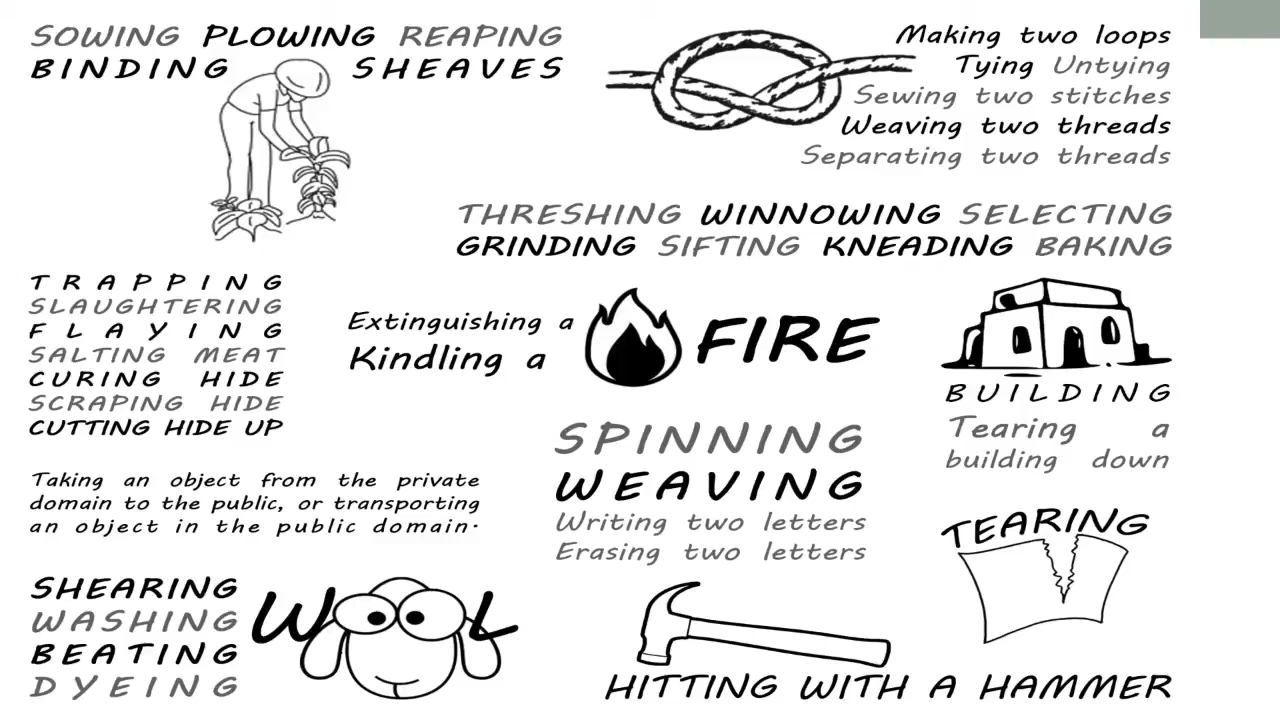 SOWING PLOWING REAPING
BINDING SHEAVES
Making two loops
Tying Untying
Sewing two stitches
Weaving two threads
Separating two threads
THRESHING WINNOWING SELECTING
GRINDING SIFTING KNEADING BAKING
TRAPPING
SLAUGHTERING
FLAYING
SALTING MEAT
CURING HIDE
SCRAPING HIDE
CUTTING HIDE UP
Extinguishing a
Kindling a
FIRE
BUILDING
Tearing a
building down
SPINNING
WEAVING
Writing two letters
Erasing two letters
Taking an object from the private
domain to the public, or transporting
an object in the public domain.
TEARING
SHEARING
WASHING
BEATING
DYEING
WOOL
HITTING WITH A HAMMER